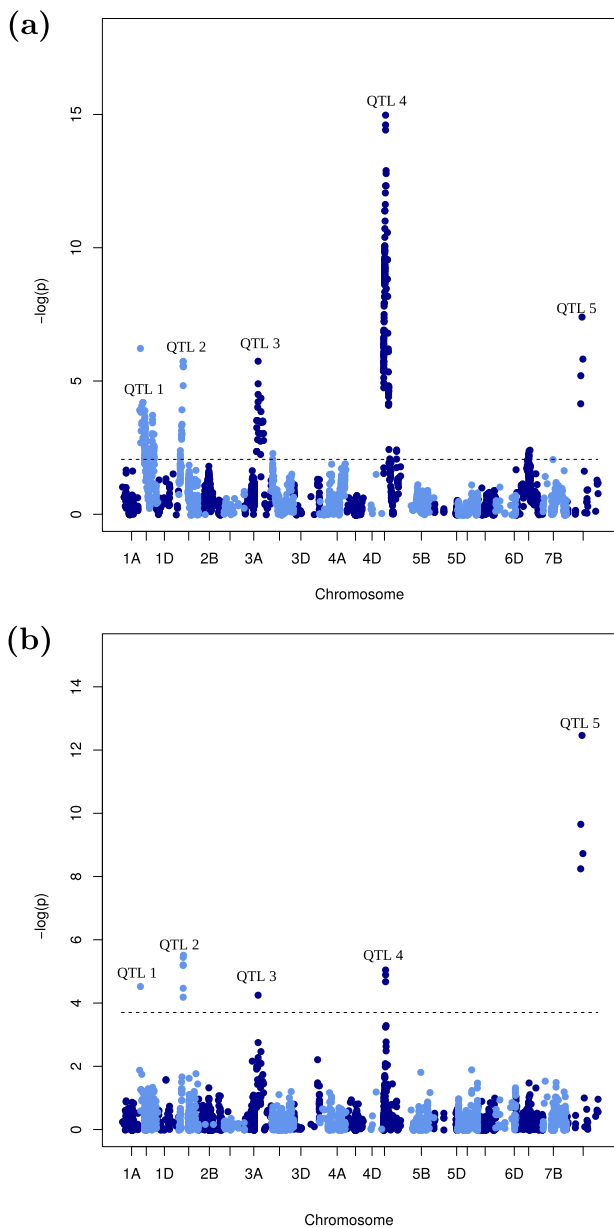 (a)
15
QTL 4
10
-log(p)
QTL 5
QTL 2
QTL 3
5
QTL 1
0
1A 1D 2B 3A 3D 4A 4D 5B 5D 6D 7B
Chromosome
(b)
14
QTL 5
12
10
-log(p)
8
6
QTL 2
QTL 4
QTL 1
QTL 3
4
2
0
1A 1D 2B 3A 3D 4A 4D 5B 5D 6D 7B
Chromosome